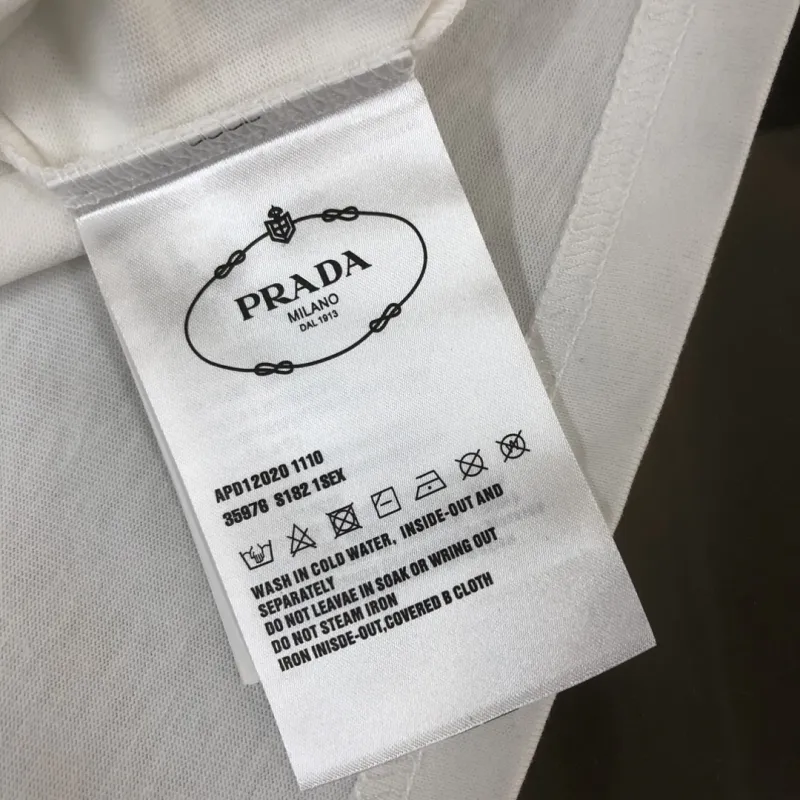 PRADA
MILANO
DAL 1913
APD12020 1110
35978 S182 1SEX
WASH IN COLD WATER, INSIDE-OUT AND
SEPARATELY
DO NOT LEAVAE IN SOAK OR WRING OUT
DO NOT STEAM IRON
IRON INISDE-OUT,COVERED B CLOTH